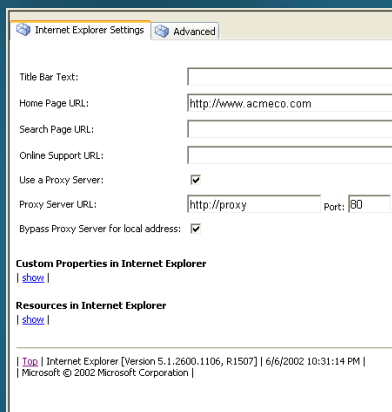 Internet Explorer Settings Advanced
Title Bar Text:
Home Page URL: http://www.acmeco.com
Search Page URL:
Online Support URL:
Use a Proxy Server:
Proxy Server URL: http://proxy Port: 80
Bypass Proxy Server for local address:
Custom Properties in Internet Explorer
| show |
Resources in Internet Explorer
| show |
| Top | Internet Explorer [Version 5.1.2600.1106, R1507] | 6/6/2002 10:31:14 PM |
| Microsoft © 2002 Microsoft Corporation |